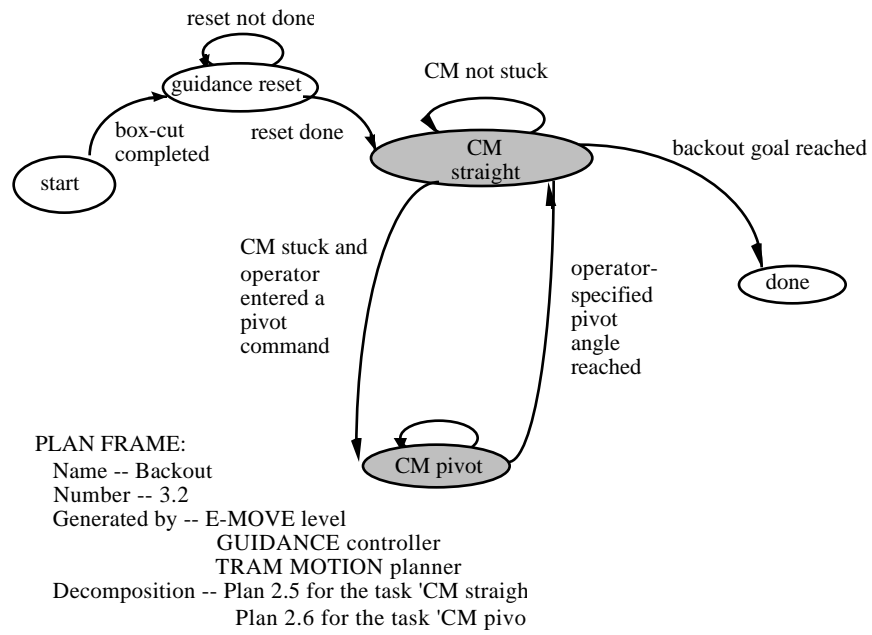 reset not done
guidance reset
CM not stuck
box-cut
completed
reset done
CM
straight
backout goal reached
start
CM stuck and
operator
entered a
pivot
command
operator-
specified
pivot
angle
reached
done
CM pivot
PLAN FRAME:
Name -- Backout
Number -- 3.2
Generated by -- E-MOVE level
GUIDANCE controller
TRAM MOTION planner
Decomposition -- Plan 2.5 for the task 'CM straigh
Plan 2.6 for the task 'CM pivo